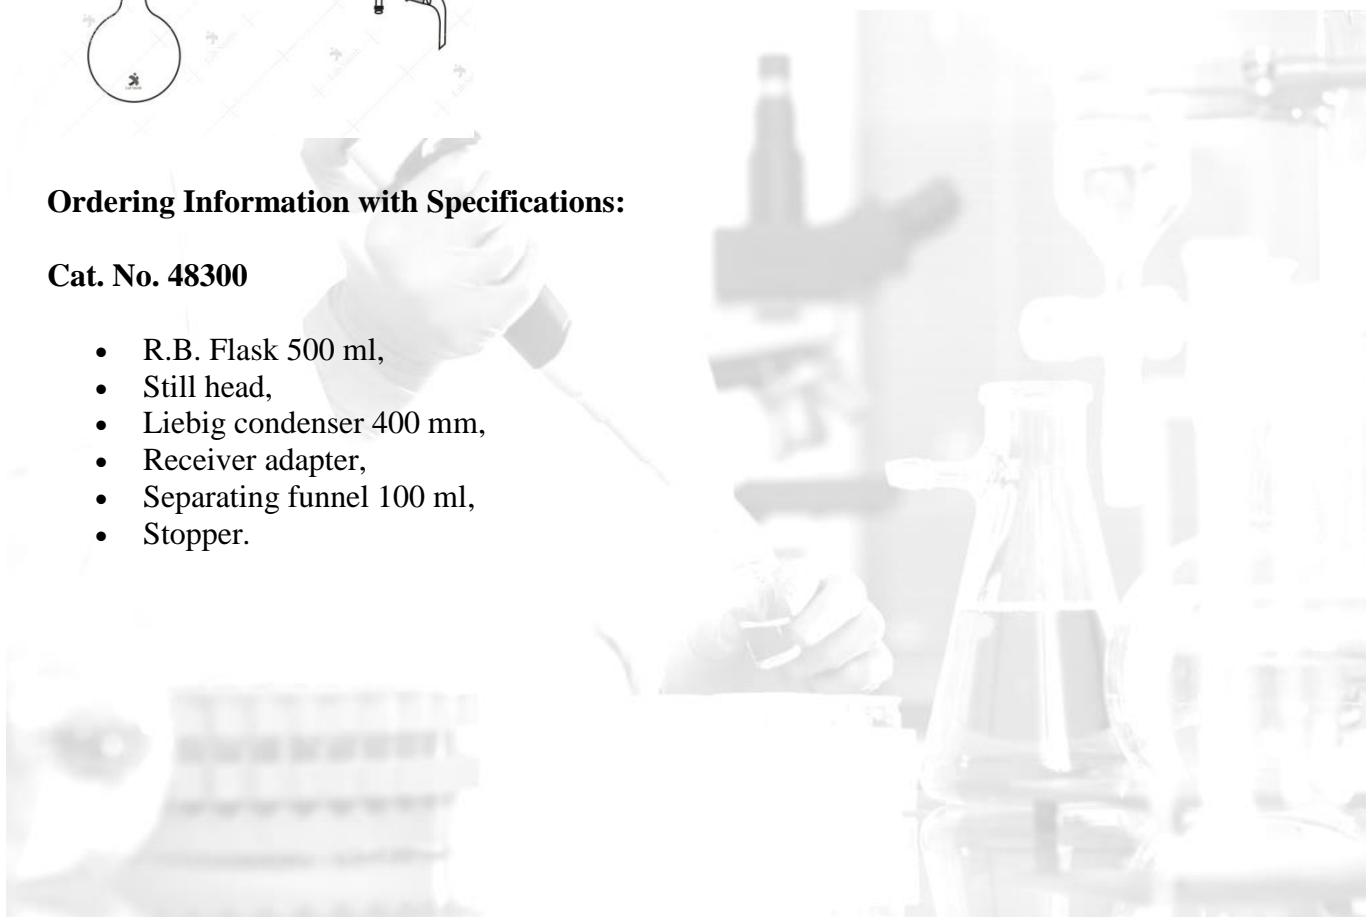 Ordering Information with Specifications:
Cat. No. 48300
• R.B. Flask 500 ml,
• Still head,
• Liebig condenser 400 mm,
• Receiver adapter,
• Separating funnel 100 ml,
• Stopper.